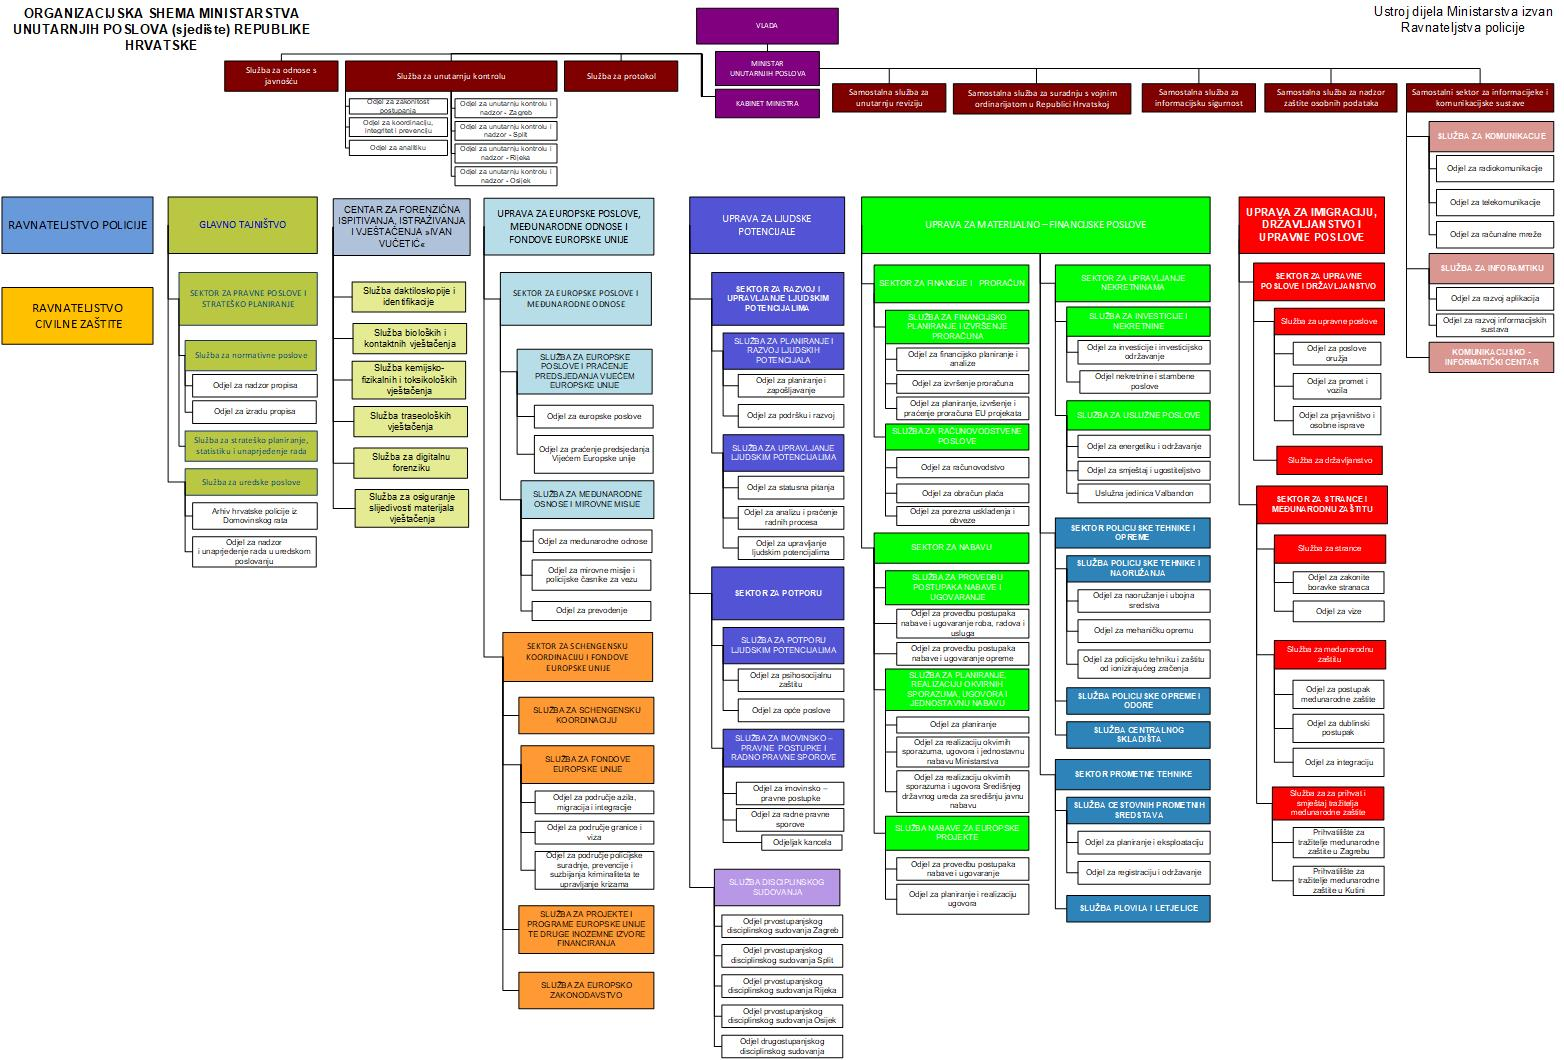 ORGANIZACIJSKA SHEMA MINISTARSTVA
UNUTARNJIH POSLOVA (sjedište) REPUBLIKE
HRVATSKE
Ustroj dijela Ministarstva izvan
Ravnateljstva policije
VLADA
MINISTAR
UNUTARNJIH POSLOVA
KABINET MINISTRA
Služba za odnose s
javnošću
Služba za unutarnju kontrolu
Služba za protokol
Odjel za zakonitost
postupanja
Odjel za koordinaciju,
integritet i prevenciju
Odjel za analitiku
Odjel za unutarnju kontrolu i
nadzor - Zagreb
Odjel za unutarnju kontrolu i
nadzor - Split
Odjel za unutarnju kontrolu i
nadzor - Rijeka
Odjel za unutarnju kontrolu i
nadzor - Osijek
Samostalna služba za
unutarnju reviziju
Samostalna služba za suradnju s vojnim
ordinarijatom u Republici Hrvatskoj
Samostalna služba za
informacijsku sigurnost
Samostalna služba za nadzor
zaštite osobnih podataka
Samostalni sektor za informacijeke i
komunikacijske sustave
SLUŽBA ZA KOMUNIKACIJE
Odjel za radiokomunikacije
Odjel za telekomunikacije
Odjel za računalne mreže
SLUŽBA ZA INFORAMTIKU
Odjel za razvoj aplikacija
Odjel za razvoj informacijskih
sustava
KOMUNIKACIJSKO -
INFORMATIČKI CENTAR
RAVNATELJSTVO POLICIJE
RAVNATELJSTVO
CIVILNE ZAŠTITE
GLAVNO TAJNIŠTVO
SEKTOR ZA PRAVNE POSLOVE I
STRATEŠKO PLANIRANJE
Služba za normativne poslove
Odjel za nadzor propisa
Odjel za izradu propisa
Služba za strateško planiranje,
statistiku i unaprjeđenje rada
Služba za uredske poslove
Arhiv hrvatske policije iz
Domovinskog rata
Odjel za nadzor
i unaprjeđenje rada u uredskom
poslovanju
CENTAR ZA FORENZIČNA
ISPITIVANJA, ISTRAŽIVANJA
I VJEŠTAČENJA »IVAN
VUČETIĆ«
Služba daktiloskopije i
identifikacije
Služba bioloških i
kontaktnih vještačenja
Služba kemijsko-
fizikalnih i toksikoloških
vještačenja
Služba traseoloških
vještačenja
Služba za digitalnu
forenziku
Služba za osiguranje
slijedivosti materijala
vještačenja
UPRAVA ZA EUROPSKE POSLOVE,
MEĐUNARODNE ODNOSE I
FONDOVE EUROPSKE UNIJE
SEKTOR ZA EUROPSKE POSLOVE I
MEĐUNARODNE ODNOSE
SLUŽBA ZA EUROPSKE
POSLOVE I PRAĆENJE
PREDSJEDANJA VIJEĆEM
EUROPSKE UNIJE
Odjel za europske poslove
Odjel za praćenje predsjedanja
Vijećem Europske unije
SLUŽBA ZA MEĐUNARODNE
OSNOSE I MIROVNE MISIJE
Odjel za međunarodne odnose
Odjel za mirovne misije i
policijske časnike za vezu
Odjel za prevođenje
SEKTOR ZA SCHENGENSKU
KOORDINACIJU I FONDOVE
EUROPSKE UNIJE
SLUŽBA ZA SCHENGENSKU
KOORDINACIJU
SLUŽBA ZA FONDOVE
EUROPSKE UNIJE
Odjel za područje azila,
migracija i integracije
Odjel za područje granice i
viza
Odjel za područje policijske
suradnje, prevencije i
suzbijanja kriminaliteta te
upravljanje krizama
SLUŽBA ZA PROJEKTE I
PROGRAME EUROPSKE UNIJE
TE DRUGE INOZEMNE IZVORE
FINANCIRANJA
SLUŽBA ZA EUROPSKO
ZAKONODAVSTVO
UPRAVA ZA LJUDSKE
POTENCIJALE
SEKTOR ZA RAZVOJ I
UPRAVLJANJE LJUDSKIM
POTENCIJALIMA
SLUŽBA ZA PLANIRANJE I
RAZVOJ LJUDSKIH
POTENCIJALA
Odjel za planiranje i
zapošljavanje
Odjel za podršku i razvoj
SLUŽBA ZA UPRAVLJANJE
LJUDSKIM POTENCIJALIMA
Odjel za statusna pitanja
Odjel za analizu i praćenje
radnih procesa
Odjel za upravljanje
ljudskim potencijalima
SEKTOR ZA POTPORU
SLUŽBA ZA POTPORU
LJUDSKIM POTENCIJALIMA
Odjel za psihosocijalnu
zaštitu
Odjel za opće poslove
SLUŽBA ZA IMOVINSKO –
PRAVNE POSTUPKE I
RADNO PRAVNE SPOROVE
Odjel za imovinsko –
pravne postupke
Odjel za radne pravne
sporove
Odjeljak kancela
SLUŽBA DISCIPLINSKOG
SUDOVANJA
Odjel prvostupanjskog
disciplinskog sudovanja Zagreb
Odjel prvostupanjskog
disciplinskog sudovanja Split
Odjel prvostupanjskog
disciplinskog sudovanja Rijeka
Odjel prvostupanjskog
disciplinskog sudovanja Osijek
Odjel drugostupanjskog
disciplinskog sudovanja
UPRAVA ZA MATERIJALNO – FINANCIJSKE POSLOVE
SEKTOR ZA FINANCIJE I PRORAČUN
SLUŽBA ZA FINANCIJSKO
PLANIRANJE I IZVRŠENJE
PRORAČUNA
Odjel za financijsko planiranje i
analize
Odjel za izvršenje proračuna
Odjel za planiranje, izvršenje i
praćenje proračuna EU projekata
SLUŽBA ZA RAČUNOVODSTVENE
POSLOVE
Odjel za računovodstvo
Odjel za obračun plaća
Odjel za porezna usklađenja i
obveze
SEKTOR ZA NABAVU
SLUŽBA ZA PROVEDBU
POSTUPAKA NABAVE I
UGOVARANJE
Odjel za provedbu postupaka
nabave i ugovaranje roba, radova i
usluga
Odjel za provedbu postupaka
nabave i ugovaranje opreme
SLUŽBA ZA PLANIRANJE,
REALIZACIJU OKVIRNIH
SPORAZUMA, UGOVORA I
JEDNOSTAVNU NABAVU
Odjel za planiranje
Odjel za realizaciju okvirnih
sporazuma, ugovora i jednostavnu
nabavu Ministarstva
Odjel za realizaciju okvirnih
sporazuma i ugovora Središnjeg
državnog ureda za središnju javnu
nabavu
SLUŽBA NABAVE ZA EUROPSKE
PROJEKTE
Odjel za provedbu postupaka
nabave i ugovaranje
Odjel za planiranje i realizaciju
ugovora
SEKTOR ZA UPRAVLJANJE
NEKRETNINAMA
SLUŽBA ZA INVESTICIJE I
NEKRETNINE
Odjel za investicije i investicijsko
održavanje
Odjel nekretnine i stambene
poslove
SLUŽBA ZA USLUŽNE POSLOVE
Odjel za energetiku i održavanje
Odjel za smještaj i ugostiteljstvo
Uslužna jedinica Valbandon
SEKTOR POLICIJSKE TEHNIKE I
OPREME
SLUŽBA POLICIJSKE TEHNIKE I
NAORUŽANJA
Odjel za naoružanje i ubojna
sredstva
Odjel za mehaničku opremu
Odjel za policijsku tehniku i zaštitu
od ionizirajućeg zračenja
SLUŽBA POLICIJSKE OPREME I
ODORE
SLUŽBA CENTRALNOG
SKLADIŠTA
SEKTOR PROMETNE TEHNIKE
SLUŽBA CESTOVNIH PROMETNIH
SREDSTAVA
Odjel za planiranje i eksploataciju
Odjel za registraciju i održavanje
SLUŽBA PLOVILA I LETJELICE
UPRAVA ZA IMIGRACIJU,
DRŽAVLJANSTVO I
UPRAVNE POSLOVE
SEKTOR ZA UPRAVNE
POSLOVE I DRŽAVLJANSTVO
Služba za upravne poslove
Odjel za poslove
oružja
Odjel za promet i
vozila
Odjel za prijavništvo i
osobne isprave
Služba za državljanstvo
SEKTOR ZA STRANCE I
MEĐUNARODNU ZAŠTITU
Služba za strance
Odjel za zakonite
boravke stranaca
Odjel za vize
Služba za međunarodnu
zaštitu
Odjel za postupak
međunarodne zaštite
Odjel za dublinski
postupak
Odjel za integraciju
Služba za za prihvat i
smještaj tražitelja
međunarodne zaštite
Prihvatilište za
tražitelje međunarodne
zaštite u Zagrebu
Prihvatilište za
tražitelje međunarodne
zaštite u Kutini